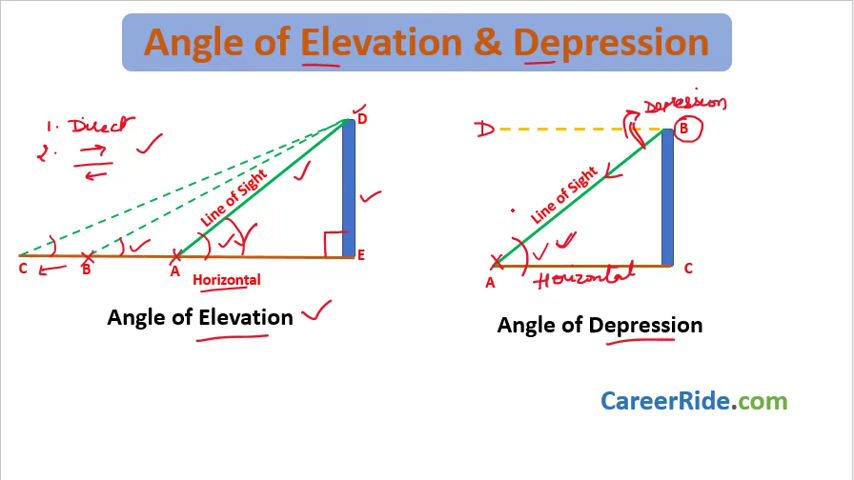 Angle of Elevation & Depression
1. Direct
2.
D
Line of Sight
C
B
A
E
Horizontal
Angle of Elevation
Depression
D
B
Line of Sight
A
Horizontal
C
Angle of Depression
CareerRide.com